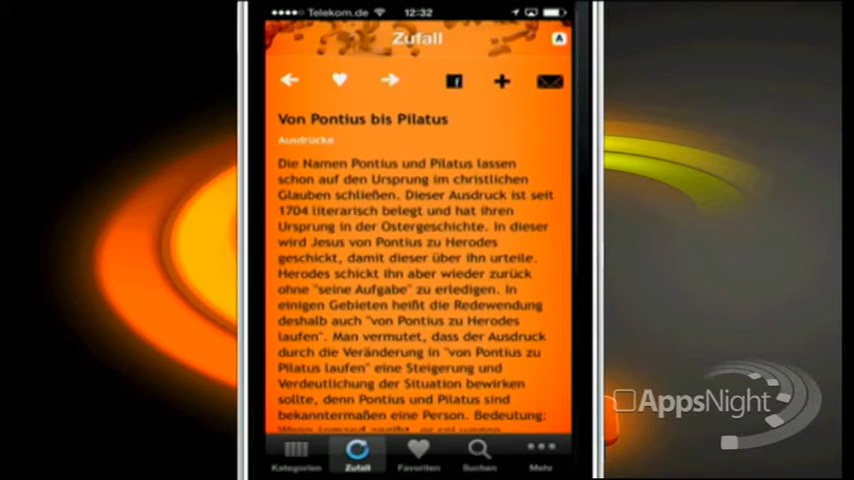 Telekom.de 12:32
Zufall
A
f
Von Pontius bis Pilatus
Ausdrücke
Die Namen Pontius und Pilatus lassen
schon auf den Ursprung im christlichen
Glauben schließen. Dieser Ausdruck ist seit
1704 literarisch belegt und hat ihren
Ursprung in der Ostergeschichte. In dieser
wird Jesus von Pontius zu Herodes
geschickt, damit dieser über ihn urteile.
Herodes schickt ihn aber wieder zurück
ohne "seine Aufgabe" zu erledigen. In
einigen Gebieten heißt die Redewendung
deshalb auch "von Pontius zu Herodes
laufen". Man vermutet, dass der Ausdruck
durch die Veränderung in "von Pontius zu
Pilatus laufen" eine Steigerung und
Verdeutlichung der Situation bewirken
sollte, denn Pontius und Pilatus sind
bekanntermaßen eine Person. Bedeutung:
Kategorien Zufall Favoriten Suchen Mehr
AppsNight